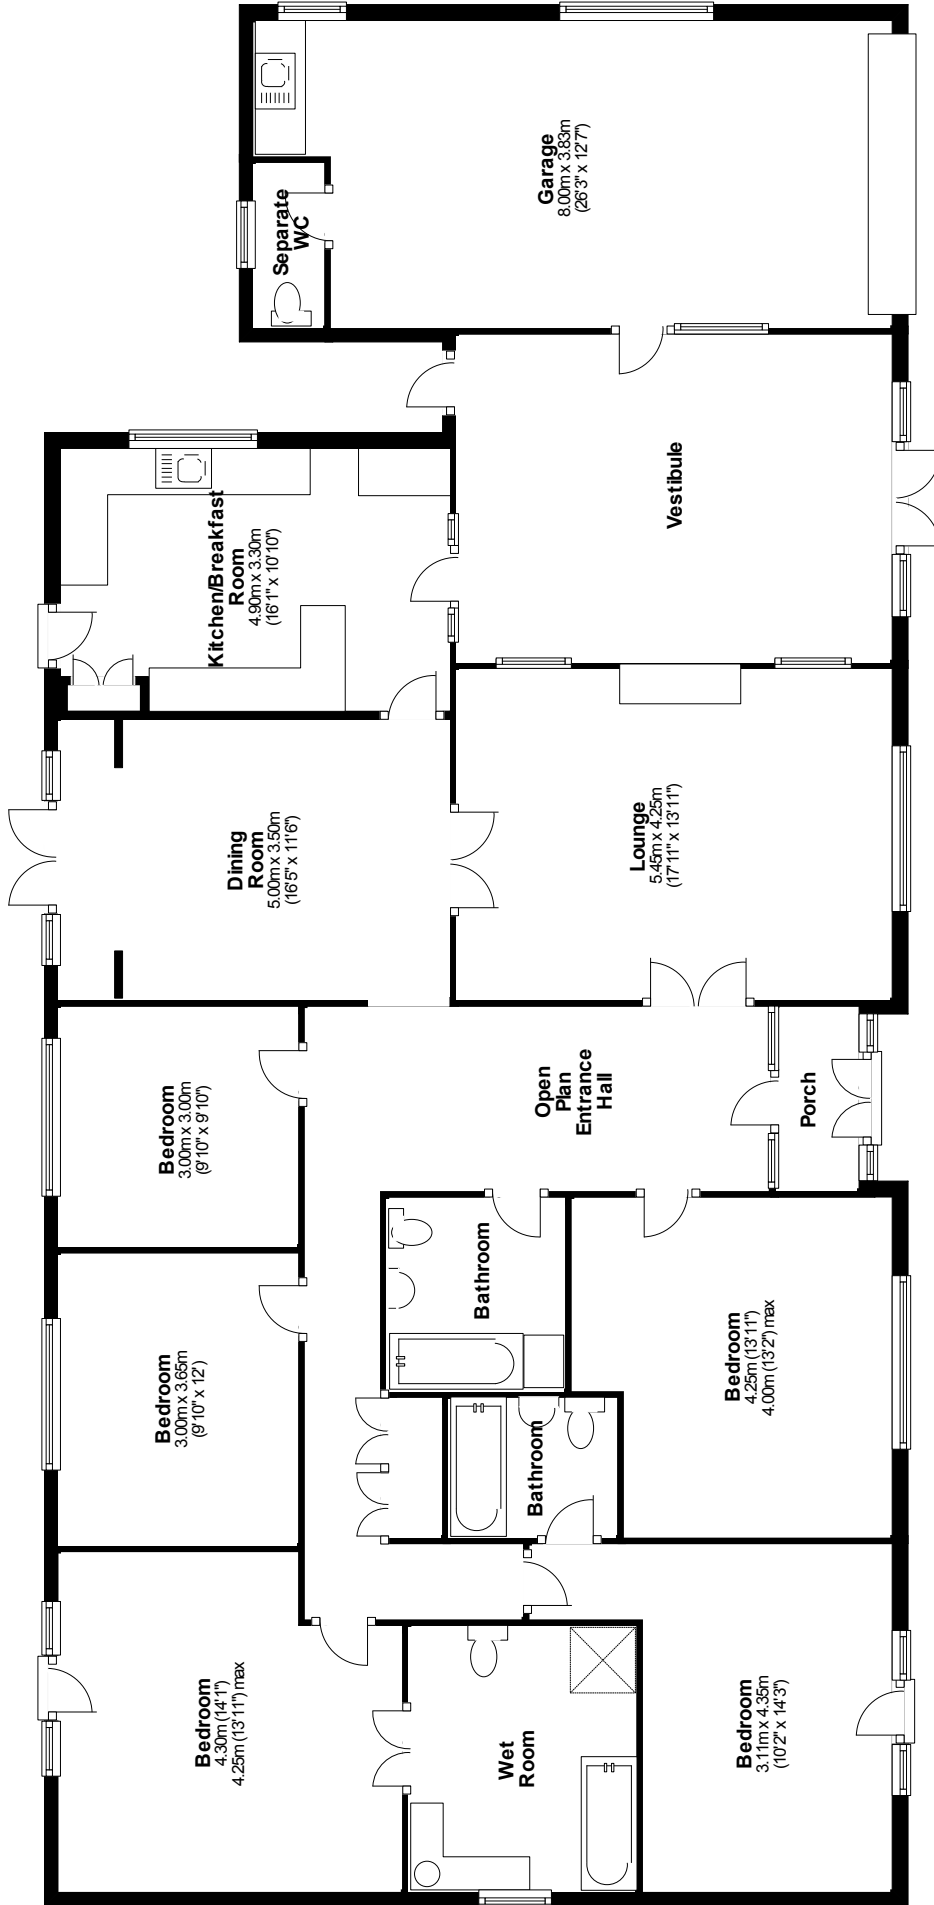 Bedroom
4.30m (14'1")
4.25m (13'11") max
Bedroom
3.00m x 3.65m
(9'10" x 12')
Bedroom
3.00m x 3.00m
(9'10" x 9'10")
Dining
Room
5.00m x 3.50m
(16'5" x 11'6")
Kitchen/Breakfast
Room
4.90m x 3.30m
(16'1" x 10'10")
Separate
WC
Garage
8.00m x 3.83m
(26'3" x 12'7")
Wet
Room
Bathroom
Bathroom
Open
Plan
Entrance
Hall
Lounge
5.45m x 4.25m
(17'11" x 13'11")
Vestibule
Bedroom
3.11m x 4.35m
(10'2" x 14'3")
Bedroom
4.25m (13'11")
4.00m (13'2") max
Porch